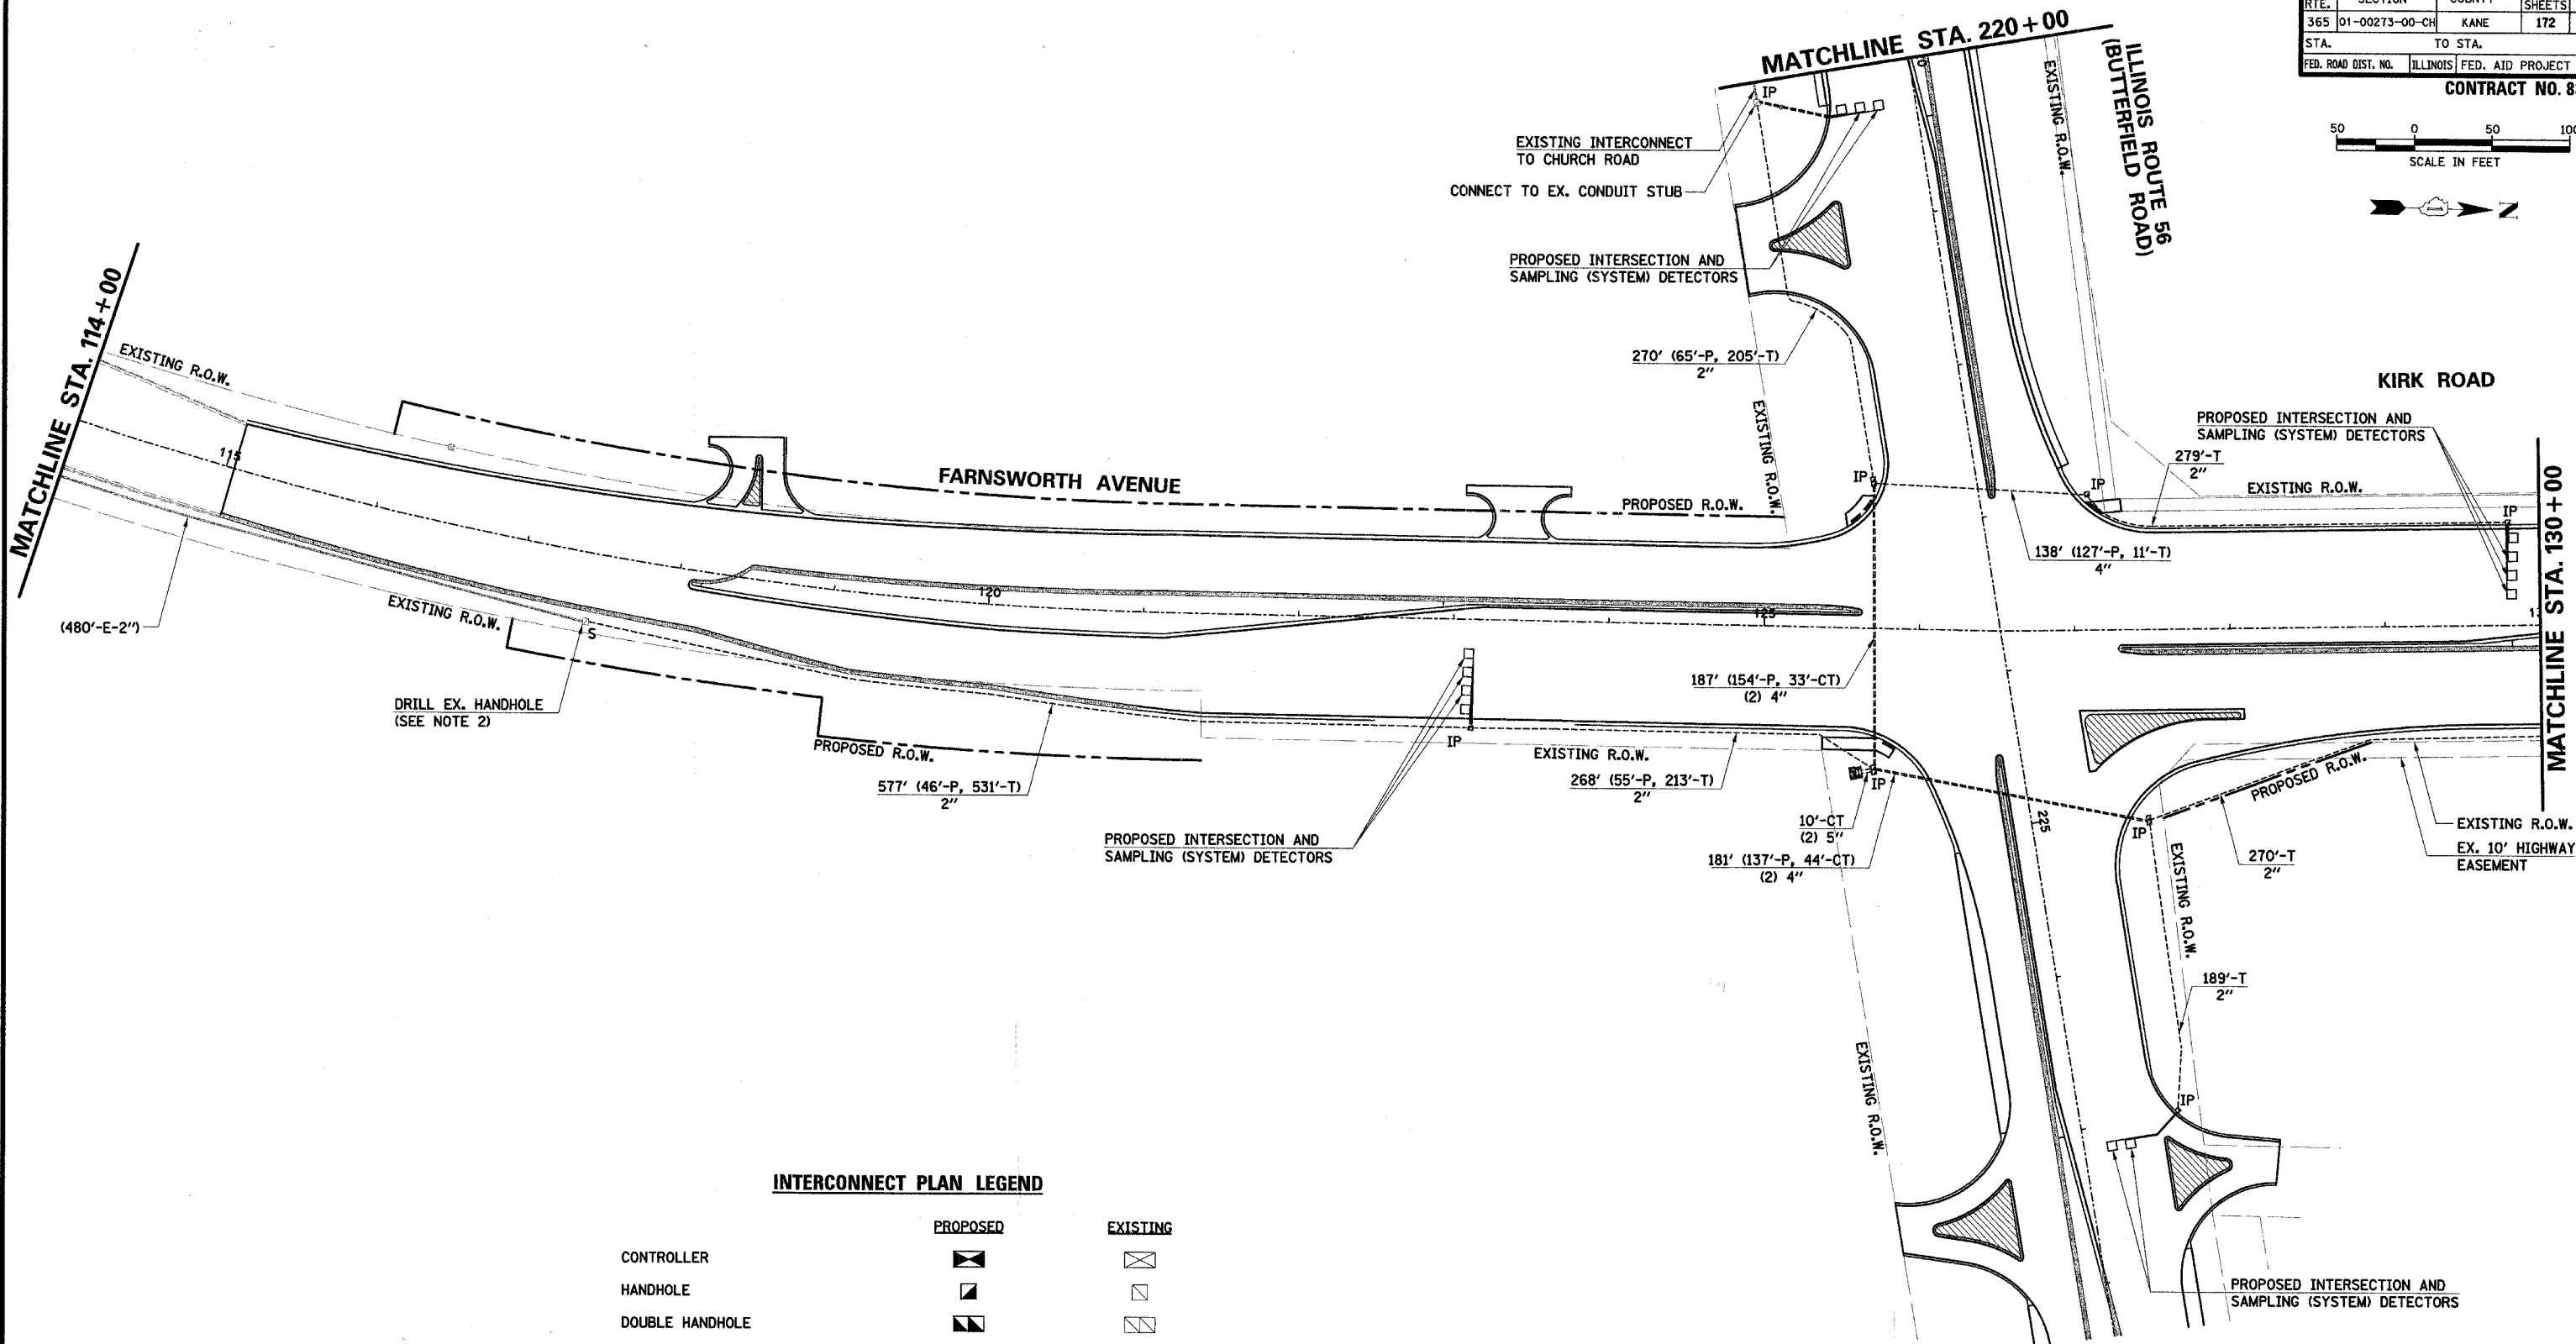 RTE. SECTION COUNTY SHEETS
365 01-00273-00-CH KANE 172
STA. TO STA.
FED. ROAD DIST. NO. ILLINOIS FED. AID PROJECT
CONTRACT NO. 8
50 0 50 100
SCALE IN FEET
N
MATCHLINE STA. 220+00
ILLINOIS ROUTE 56
(BUTTERFIELD ROAD)
EXISTING R.O.W.
IP
EXISTING INTERCONNECT
TO CHURCH ROAD
CONNECT TO EX. CONDUIT STUB
PROPOSED INTERSECTION AND
SAMPLING (SYSTEM) DETECTORS
270' (65'-P, 205'-T)
2"
EXISTING R.O.W.
KIRK ROAD
PROPOSED INTERSECTION AND
SAMPLING (SYSTEM) DETECTORS
279'-T
2"
EXISTING R.O.W.
IP
IP
IP
138' (127'-P, 11'-T)
4"
MATCHLINE STA. 130+00
MATCHLINE STA. 114+00
EXISTING R.O.W.
115
FARNSWORTH AVENUE
PROPOSED R.O.W.
120
125
(480'-E-2")
EXISTING R.O.W.
S
DRILL EX. HANDHOLE
(SEE NOTE 2)
PROPOSED R.O.W.
577' (46'-P, 531'-T)
2"
IP
EXISTING R.O.W.
187' (154'-P, 33'-CT)
(2) 4"
268' (55'-P, 213'-T)
2"
IP
10'-CT
(2) 5"
181' (137'-P, 44'-CT)
(2) 4"
PROPOSED INTERSECTION AND
SAMPLING (SYSTEM) DETECTORS
225
IP
PROPOSED R.O.W.
EXISTING R.O.W.
EX. 10' HIGHWAY
EASEMENT
270'-T
2"
EXISTING R.O.W.
189'-T
2"
IP
EXISTING R.O.W.
PROPOSED INTERSECTION AND
SAMPLING (SYSTEM) DETECTORS
INTERCONNECT PLAN LEGEND
PROPOSED EXISTING
CONTROLLER
HANDHOLE
DOUBLE HANDHOLE